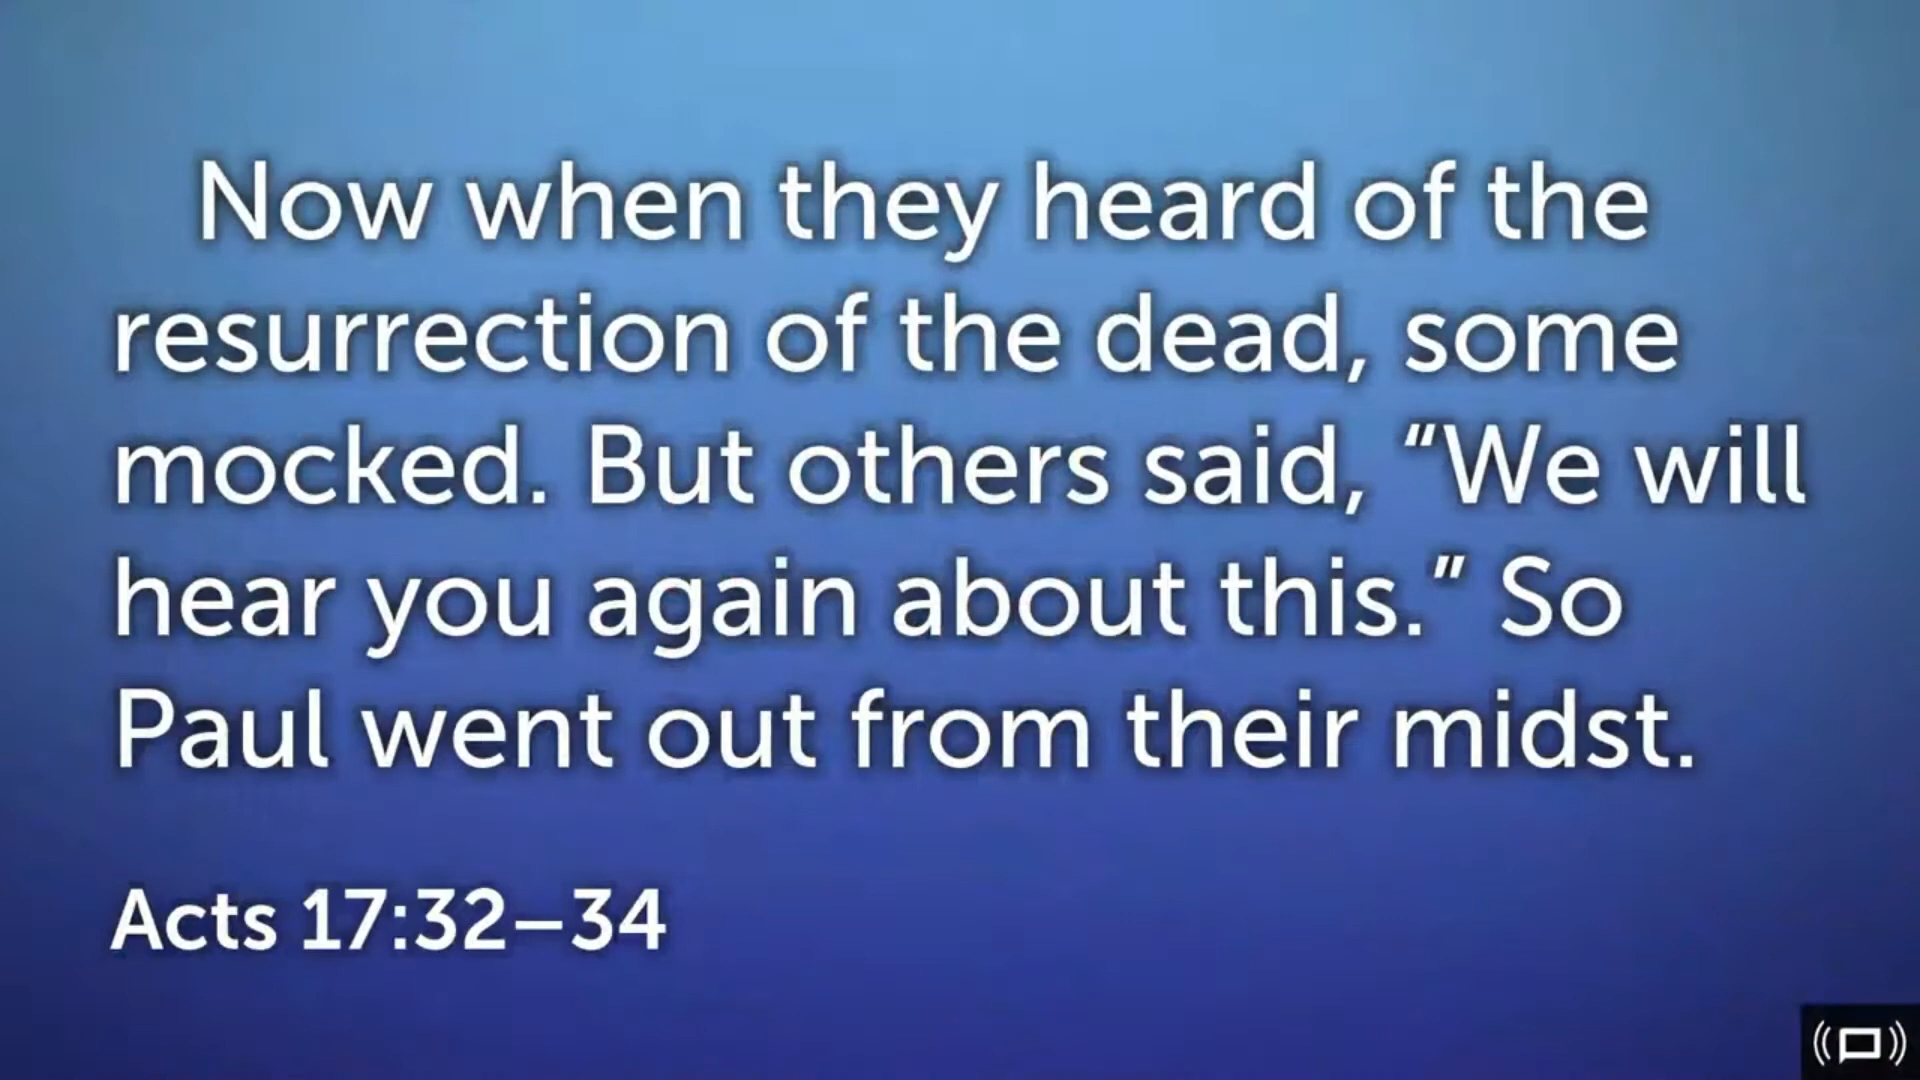 Now when they heard of the
resurrection of the dead, some
mocked. But others said, “We will
hear you again about this.” So
Paul went out from their midst.
Acts 17:32–34